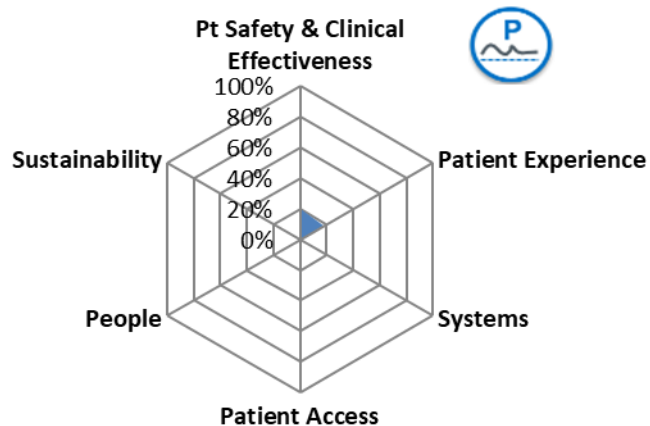 Pt Safety & Clinical
Effectiveness
P
100%
80%
60%
40%
20%
0%
Sustainability
Patient Experience
People
Systems
Patient Access